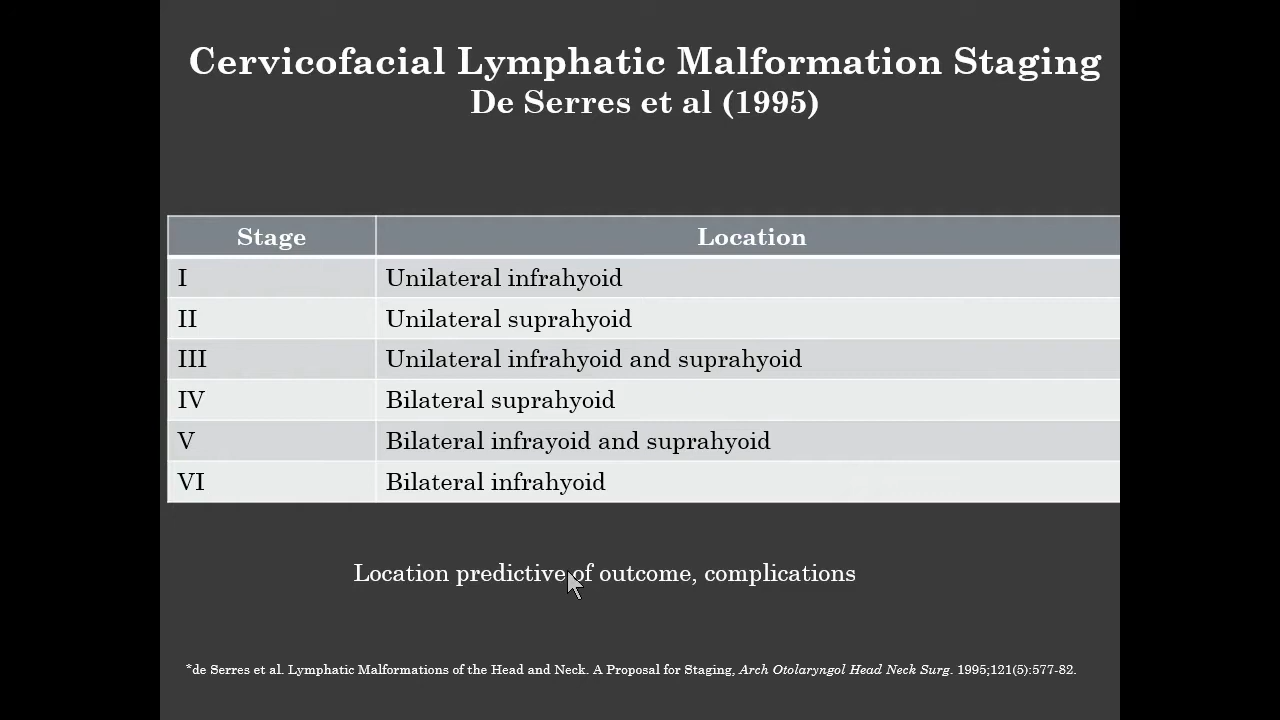 Cervicofacial Lymphatic Malformation Staging
De Serres et al (1995)
Stage Location
I Unilateral infrahyoid
II Unilateral suprahyoid
III Unilateral infrahyoid and suprahyoid
IV Bilateral suprahyoid
V Bilateral infrayoid and suprahyoid
VI Bilateral infrahyoid
Location predictive of outcome, complications
*de Serres et al. Lymphatic Malformations of the Head and Neck. A Proposal for Staging, Arch Otolaryngol Head Neck Surg. 1995;121(5):577-82.